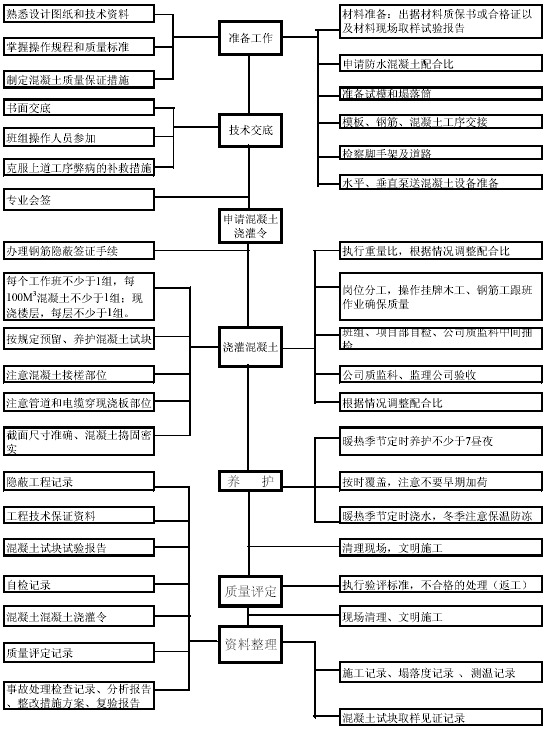 熟悉设计图纸和技术资料
掌握操作规程和质量标准
制定混凝土质量保证措施
准备工作
材料准备：出据材料质保书或合格证以
及材料现场取样试验报告
申请防水混凝土配合比
准备试模和塌落筒
模板、钢筋、混凝土工序交接
检察脚手架及道路
水平、垂直泵送混凝土设备准备
书面交底
班组操作人员参加
克服上道工序弊病的补救措施
技术交底
专业会签
申请混凝土
浇灌令
办理钢筋隐蔽签证手续
每个工作班不少于1组，每
100M³混凝土不少于1组；现
浇楼层，每层不少于1组。
按规定预留、养护混凝土试块
注意混凝土接槎部位
注意管道和电缆穿现浇板部位
截面尺寸准确、混凝土捣固密
实
浇灌混凝土
执行重量比，根据情况调整配合比
岗位分工，操作挂牌木工、钢筋工跟班
作业确保质量
班组、项目部自检、公司质监科中间抽
检
公司质监科、监理公司验收
根据情况调整配合比
养 护
暖热季节定时养护不少于7昼夜
按时覆盖，注意不要早期加荷
暖热季节定时浇水，冬季注意保温防冻
清理现场，文明施工
质量评定
执行验评标准，不合格的处理（返工）
现场清理、文明施工
隐蔽工程记录
工程技术保证资料
混凝土试块试验报告
自检记录
混凝土混凝土浇灌令
质量评定记录
事故处理检查记录、分析报告
、整改措施方案、复验报告
资料整理
施工记录、塌落度记录 、测温记录
混凝土试块取样见证记录